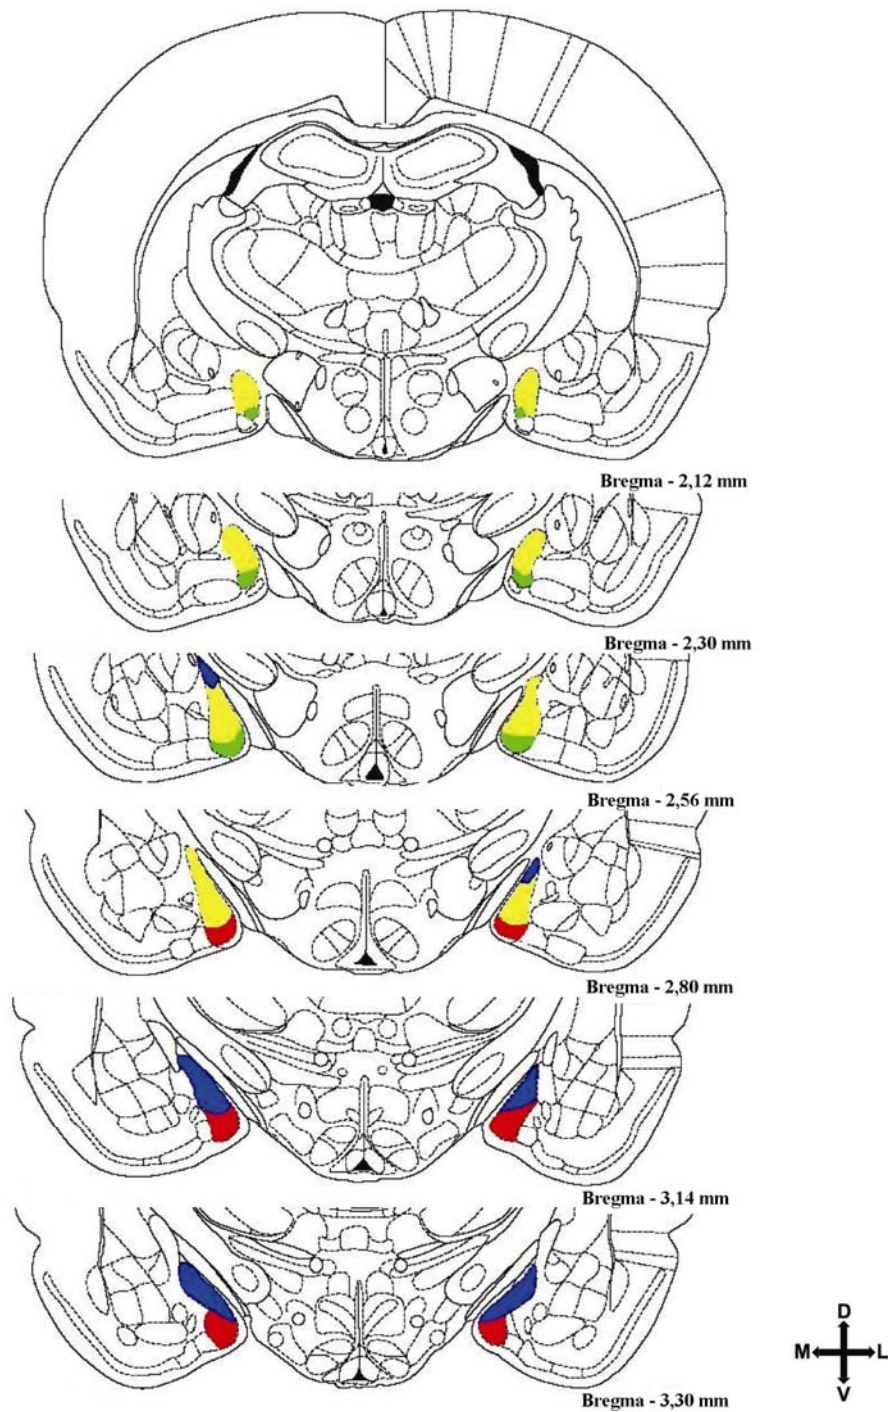 Bregma - 2,12 mm
Bregma - 2,30 mm
Bregma - 2,56 mm
Bregma - 2,80 mm
Bregma - 3,14 mm
Bregma - 3,30 mm
D
M L
V